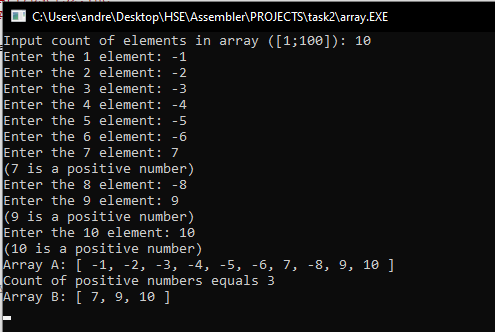 C:\Users\andre\Desktop\HSE\Assembler\PROJECTS\task2\array.EXE
Input count of elements in array ([1;100]): 10
Enter the 1 element: -1
Enter the 2 element: -2
Enter the 3 element: -3
Enter the 4 element: -4
Enter the 5 element: -5
Enter the 6 element: -6
Enter the 7 element: 7
(7 is a positive number)
Enter the 8 element: -8
Enter the 9 element: 9
(9 is a positive number)
Enter the 10 element: 10
(10 is a positive number)
Array A: [ -1, -2, -3, -4, -5, -6, 7, -8, 9, 10 ]
Count of positive numbers equals 3
Array B: [ 7, 9, 10 ]